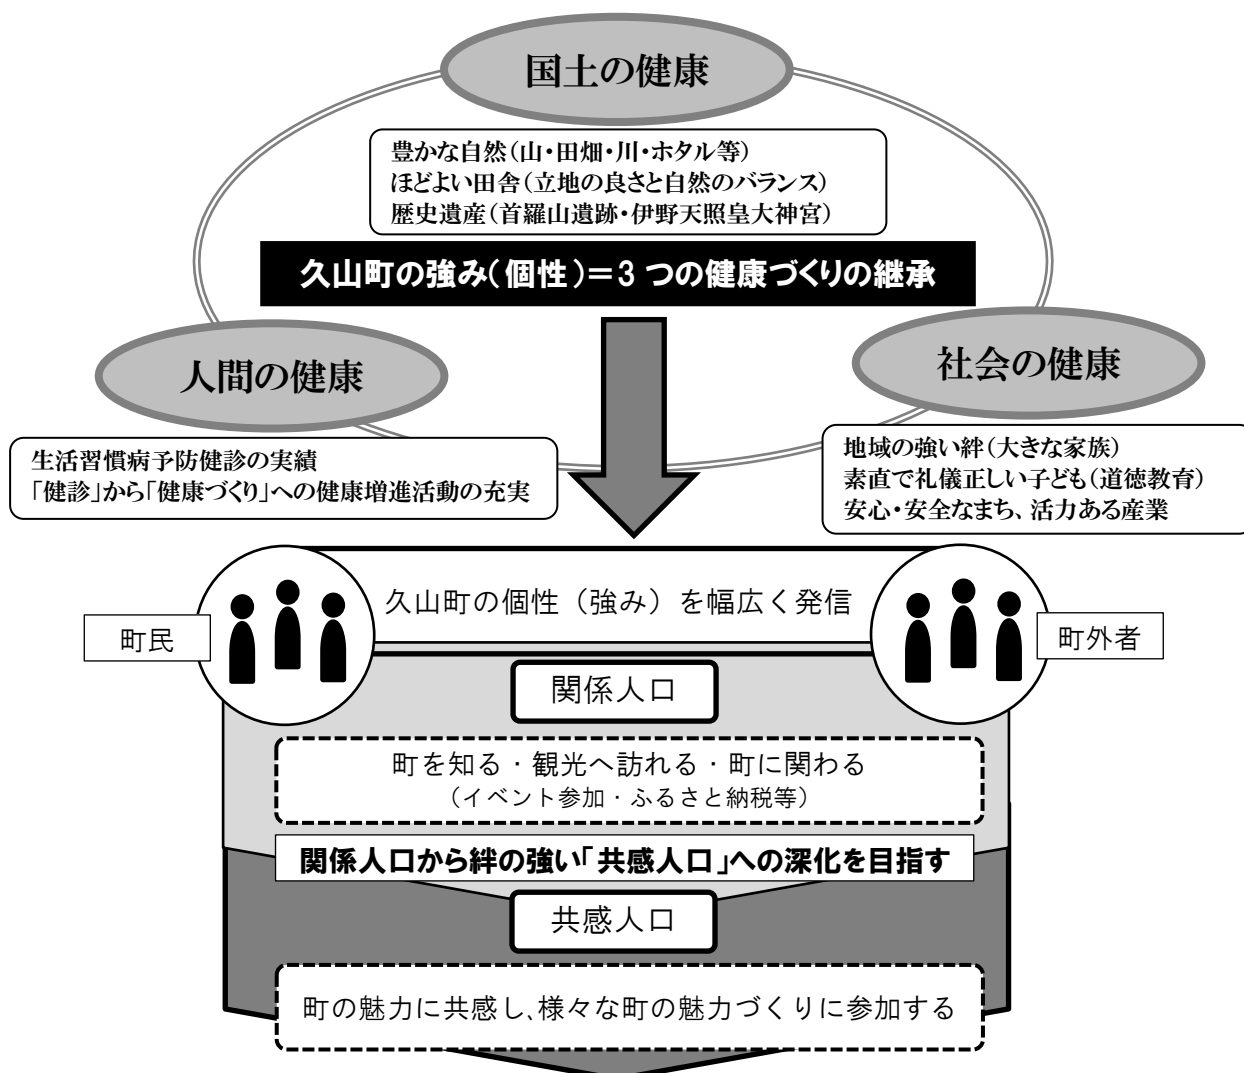 国土の健康
豊かな自然（山・田畑・川・ホタル等）
ほどよい田舎（立地の良さと自然のバランス）
歴史遺産（首羅山遺跡・伊野天照皇大神宮）
久山町の強み（個性）＝3つの健康づくりの継承
人間の健康
生活習慣病予防健診の実績
「健診」から「健康づくり」への健康増進活動の充実
社会の健康
地域の強い絆（大きな家族）
素直で礼儀正しい子ども（道徳教育）
安心・安全なまち、活力ある産業
久山町の個性（強み）を幅広く発信
町民
町外者
関係人口
町を知る・観光へ訪れる・町に関わる
（イベント参加・ふるさと納税等）
関係人口から絆の強い「共感人口」への深化を目指す
共感人口
町の魅力に共感し、様々な町の魅力づくりに参加する